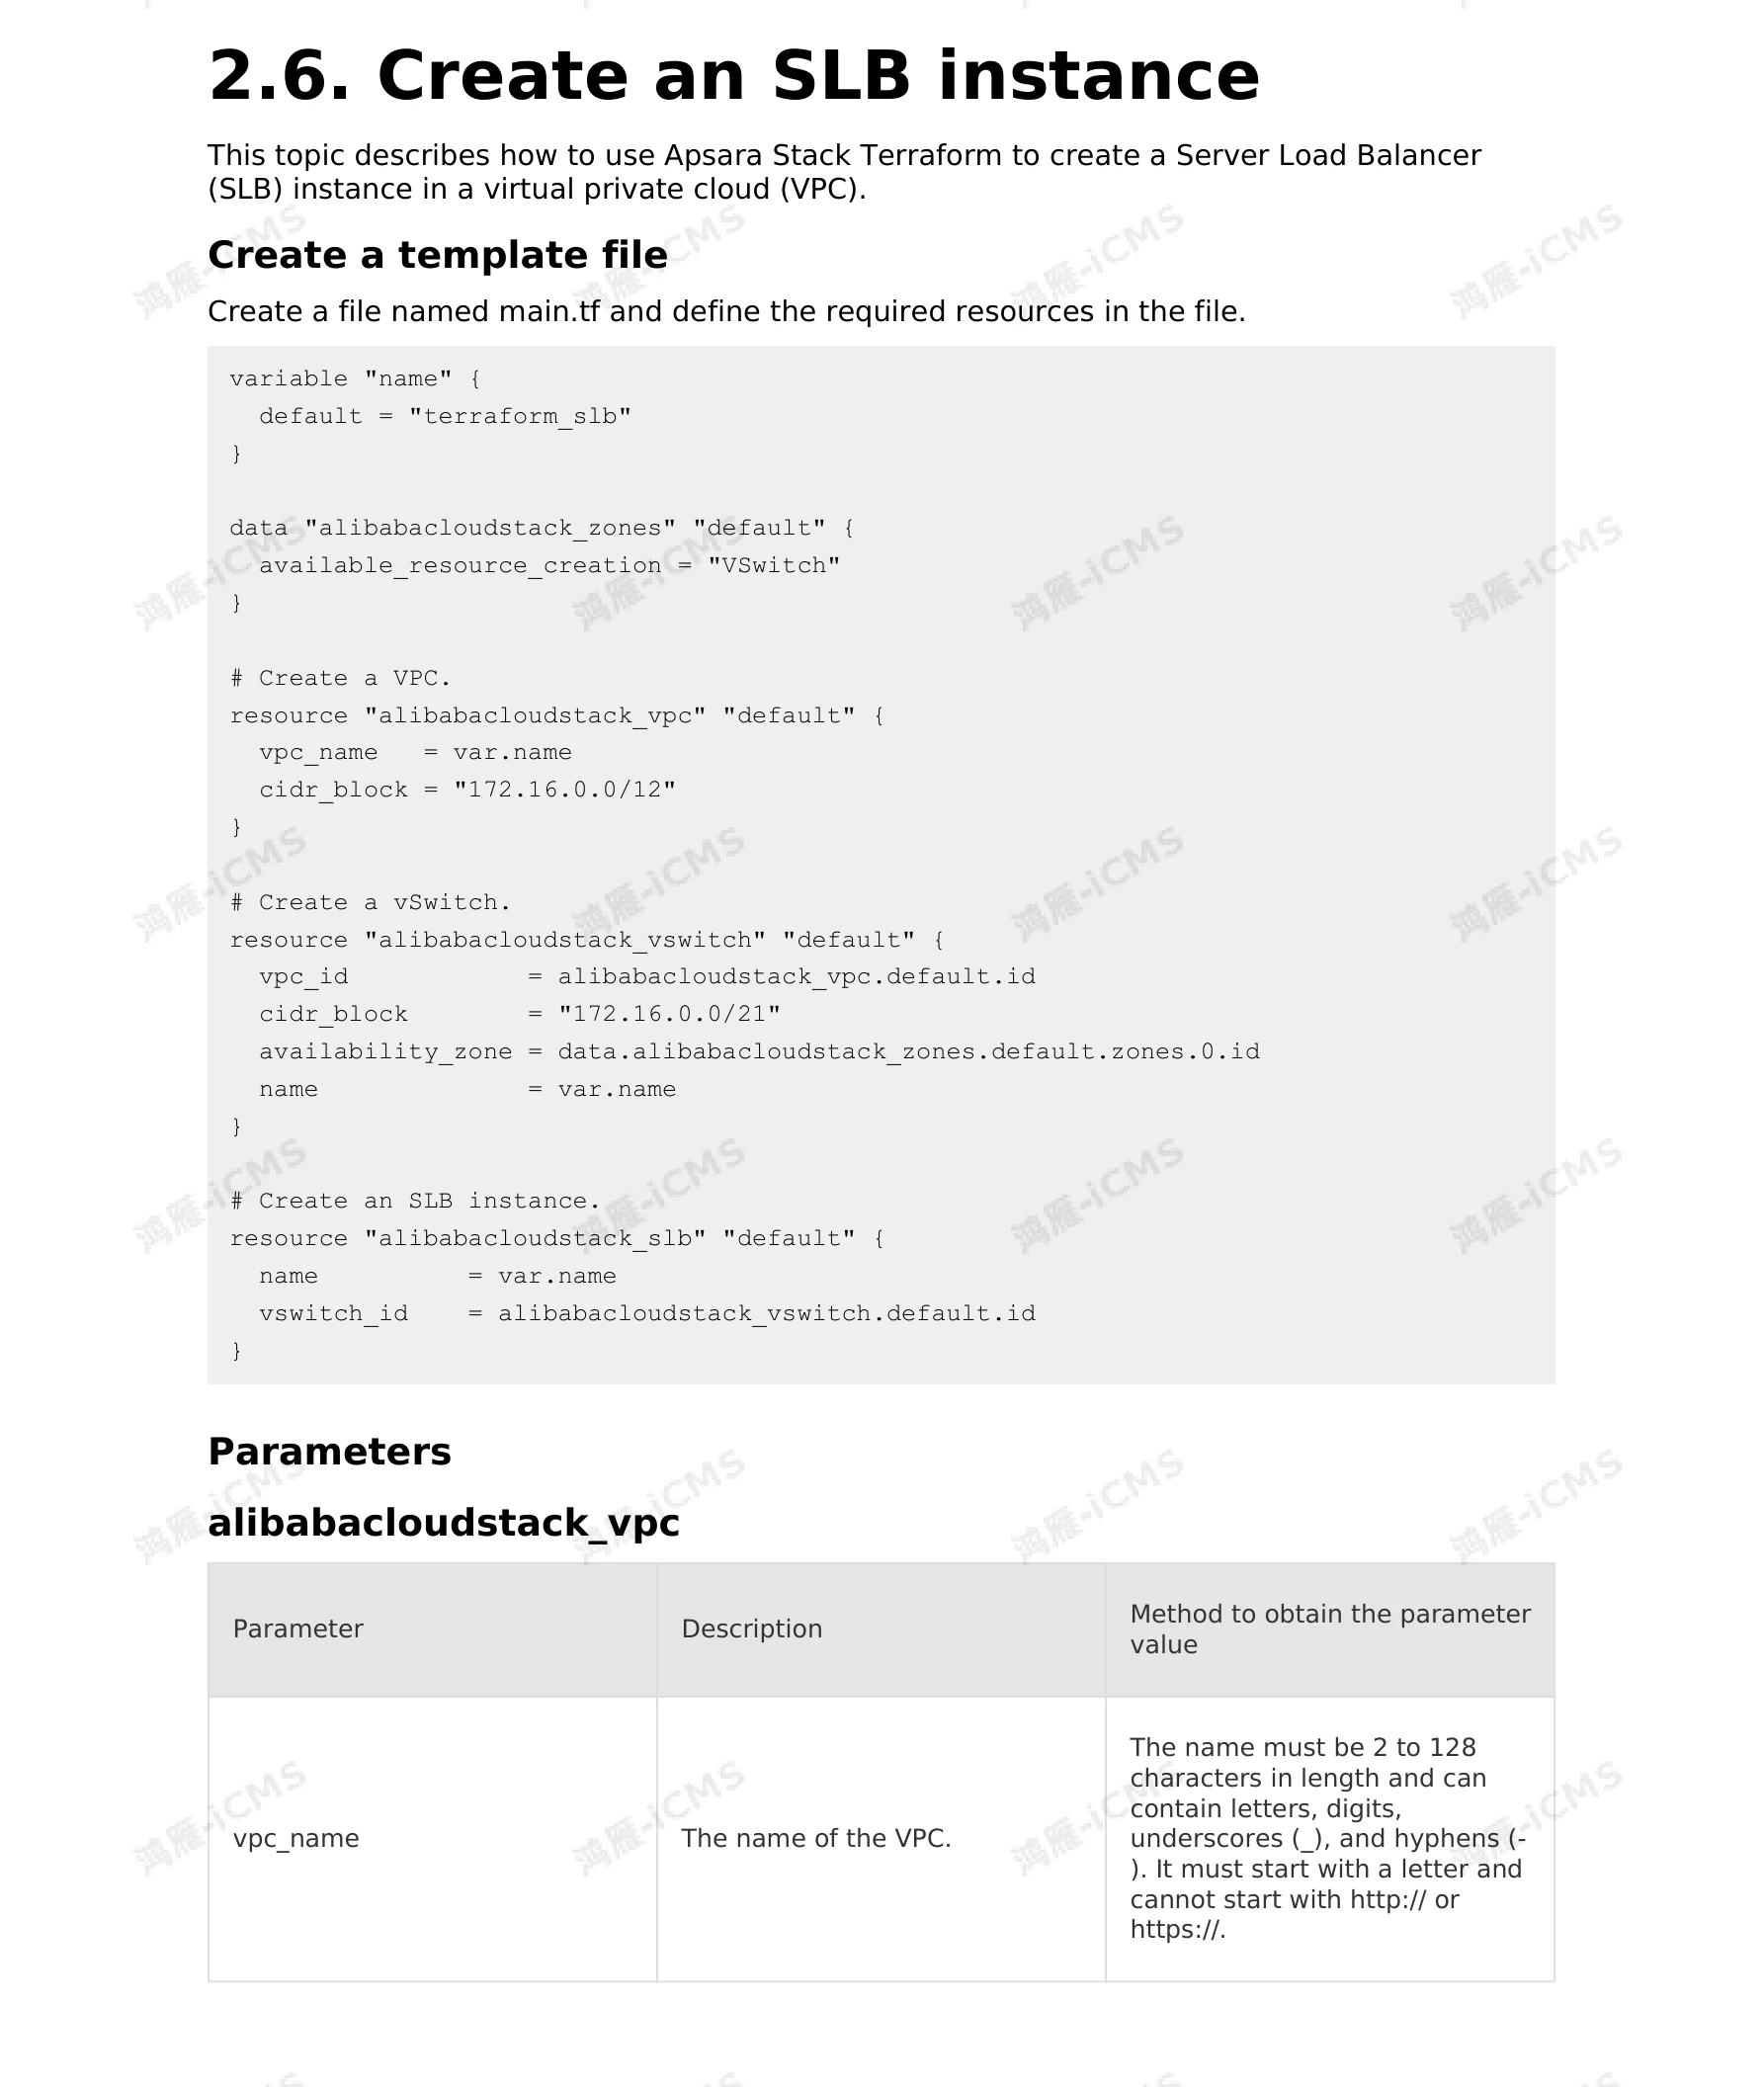 2.6. Create an SLB instance
This topic describes how to use Apsara Stack Terraform to create a Server Load Balancer
(SLB) instance in a virtual private cloud (VPC).
Create a template file
Create a file named main.tf and define the required resources in the file.
variable "name" {
  default = "terraform_slb"
}

data "alibabacloudstack_zones" "default" {
  available_resource_creation = "VSwitch"
}

# Create a VPC.
resource "alibabacloudstack_vpc" "default" {
  vpc_name   = var.name
  cidr_block = "172.16.0.0/12"
}

# Create a vSwitch.
resource "alibabacloudstack_vswitch" "default" {
  vpc_id            = alibabacloudstack_vpc.default.id
  cidr_block        = "172.16.0.0/21"
  availability_zone = data.alibabacloudstack_zones.default.zones.0.id
  name              = var.name
}

# Create an SLB instance.
resource "alibabacloudstack_slb" "default" {
  name          = var.name
  vswitch_id    = alibabacloudstack_vswitch.default.id
}
Parameters
alibabacloudstack_vpc
Parameter
Description
Method to obtain the parameter
value
vpc_name
The name of the VPC.
The name must be 2 to 128
characters in length and can
contain letters, digits,
underscores (_), and hyphens (-
). It must start with a letter and
cannot start with http:// or
https://.
鸿雁-iCMS